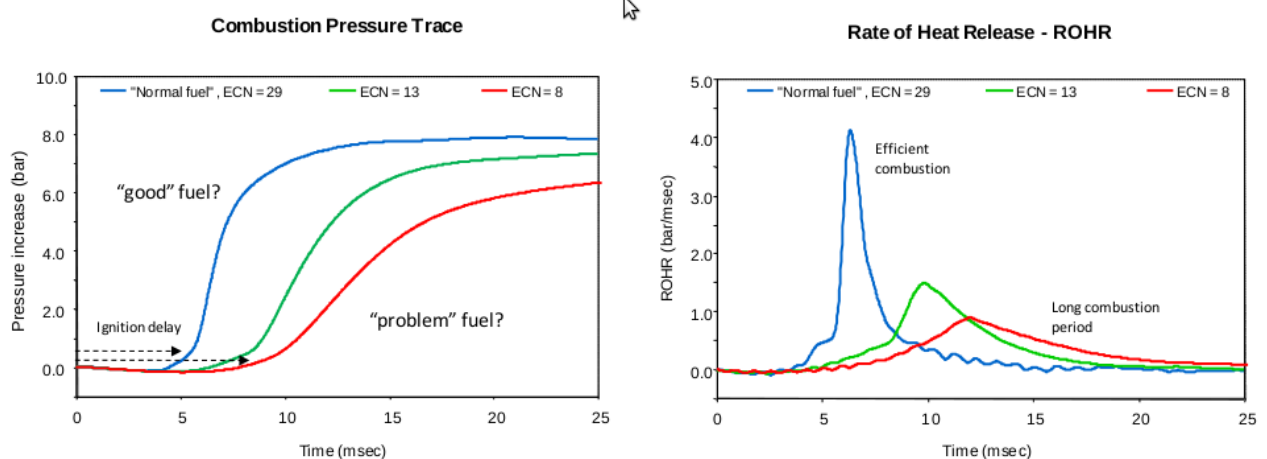 Combustion Pressure Trace
10.0
8.0
6.0
4.0
2.0
0.0
Pressure increase (bar)
"Normal fuel" , ECN = 29
ECN = 13
ECN = 8
“good” fuel?
Ignition delay
“problem” fuel?
0
5
10
15
20
25
Time (msec)
Rate of Heat Release - ROHR
5.0
4.0
3.0
2.0
1.0
0.0
ROHR (bar/msec)
"Normal fuel" , ECN = 29
ECN = 13
ECN = 8
Efficient
combustion
Long combustion
period
0
5
10
15
20
25
Time (msec)